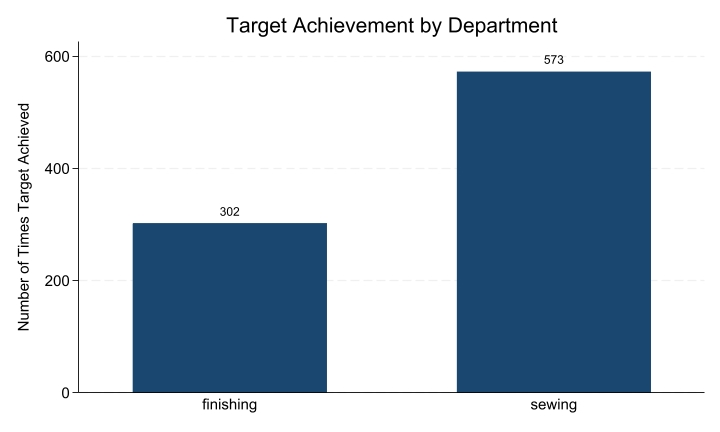 Target Achievement by Department
Number of Times Target Achieved
600
400
200
0
302
573
finishing
sewing